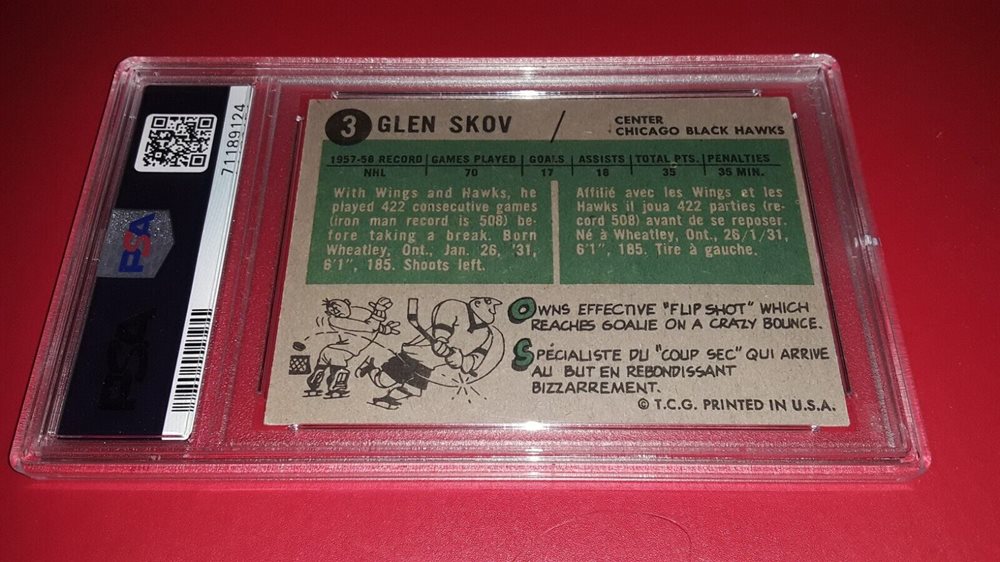 71189124
PSA
PSA
3 GLEN SKOV / CENTER
CHICAGO BLACK HAWKS
1957-58 RECORD GAMES PLAYED GOALS ASSISTS TOTAL PTS. PENALTIES
NHL 70 17 18 35 35 MIN.
With Wings and Hawks, he
played 422 consecutive games
(iron man record is 508) be-
fore taking a break. Born
Wheatley, Ont., Jan. 26, '31,
6'1", 185. Shoots left.
Affilié avec les Wings et les
Hawks il joua 422 parties (re-
cord 508) avant de se reposer.
Né à Wheatley, Ont., 26/1/31,
6'1", 185. Tire à gauche.
OWNS EFFECTIVE "FLIP SHOT" WHICH
REACHES GOALIE ON A CRAZY BOUNCE.
SPÉCIALISTE DU "COUP SEC" QUI ARRIVE
AU BUT EN REBONDISSANT
BIZZARREMENT.
© T.C.G. PRINTED IN U.S.A.